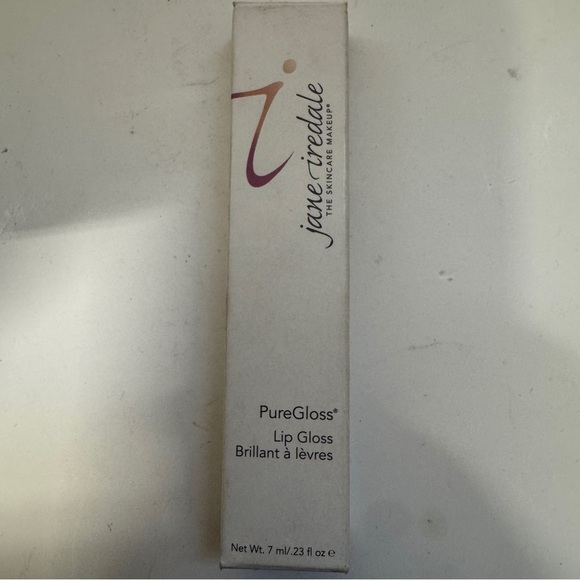 jane iredale
THE SKINCARE MAKEUP®
PureGloss®
Lip Gloss
Brillant à lèvres
Net Wt. 7 ml/.23 fl oz ℮